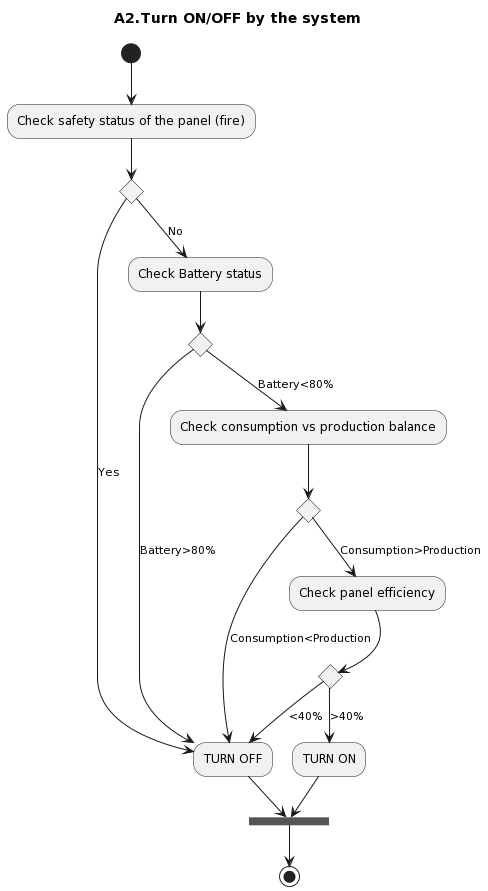 A2.Turn ON/OFF by the system
Check safety status of the panel (fire)
No
Check Battery status
Battery<80%
Check consumption vs production balance
Yes
Battery>80%
Consumption>Production
Check panel efficiency
Consumption<Production
<40%
>40%
TURN OFF
TURN ON